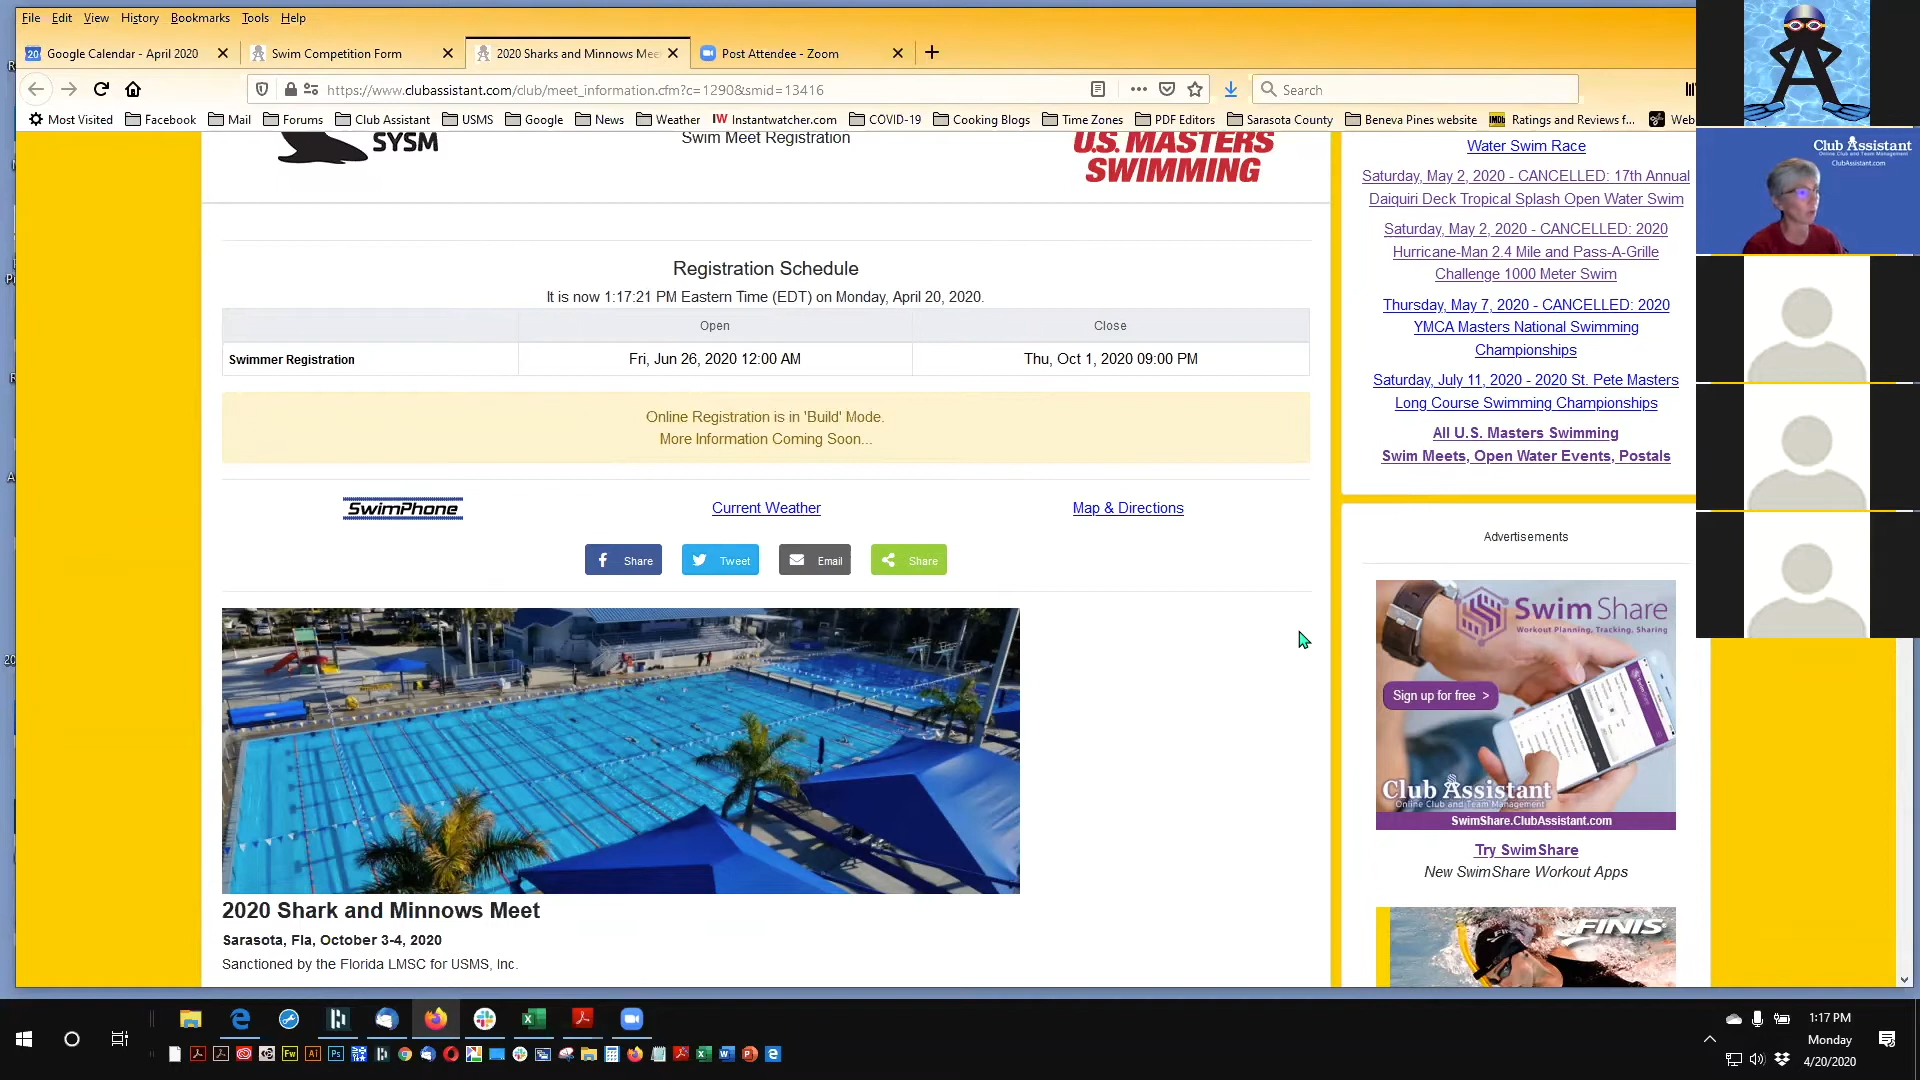 File Edit View History Bookmarks Tools Help
Google Calendar - April 2020
Swim Competition Form
2020 Sharks and Minnows Mee
Post Attendee - Zoom
https://www.clubassistant.com/club/meet_information.cfm?c=1290&smid=13416
Search
Most Visited Facebook Mail Forums Club Assistant USMS Google News Weather Instantwatcher.com COVID-19 Cooking Blogs Time Zones PDF Editors Sarasota County Beneva Pines website Ratings and Reviews f... Web
SYSM
Swim Meet Registration
U.S. MASTERS
SWIMMING
Registration Schedule
It is now 1:17:21 PM Eastern Time (EDT) on Monday, April 20, 2020.
Open Close
Swimmer Registration Fri, Jun 26, 2020 12:00 AM Thu, Oct 1, 2020 09:00 PM
Online Registration is in 'Build' Mode.
More Information Coming Soon...
SwimPhone Current Weather Map & Directions
Share Tweet Email Share
2020 Shark and Minnows Meet
Sarasota, Fla, October 3-4, 2020
Sanctioned by the Florida LMSC for USMS, Inc.
Water Swim Race
Saturday, May 2, 2020 - CANCELLED: 17th Annual
Daiquiri Deck Tropical Splash Open Water Swim
Saturday, May 2, 2020 - CANCELLED: 2020
Hurricane-Man 2.4 Mile and Pass-A-Grille
Challenge 1000 Meter Swim
Thursday, May 7, 2020 - CANCELLED: 2020
YMCA Masters National Swimming
Championships
Saturday, July 11, 2020 - 2020 St. Pete Masters
Long Course Swimming Championships
All U.S. Masters Swimming
Swim Meets, Open Water Events, Postals
Advertisements
Swim Share
Workout Planning, Tracking, Sharing
Sign up for free >
Club Assistant
Online Club and Team Management
SwimShare.ClubAssistant.com
Try SwimShare
New SwimShare Workout Apps
FINIS
Club Assistant
Online Club and Team Management
ClubAssistant.com
1:17 PM
Monday
4/20/2020